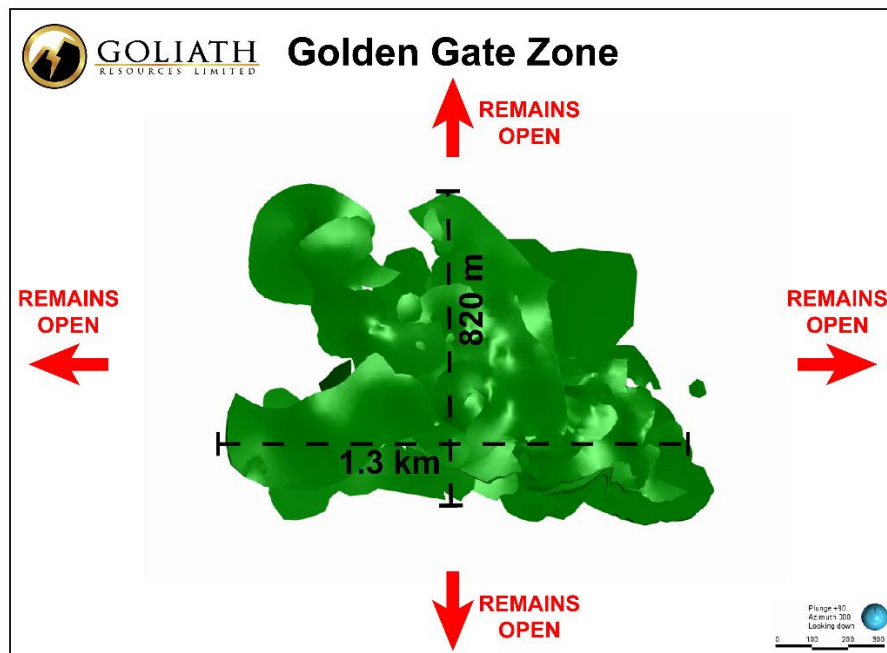 GOLIATH
RESOURCES LIMITED
Golden Gate Zone
REMAINS
OPEN
REMAINS
OPEN
820 m
REMAINS
OPEN
1.3 km
REMAINS
OPEN
Plunge +90
Azimuth 000
Looking down
0 100 200 300